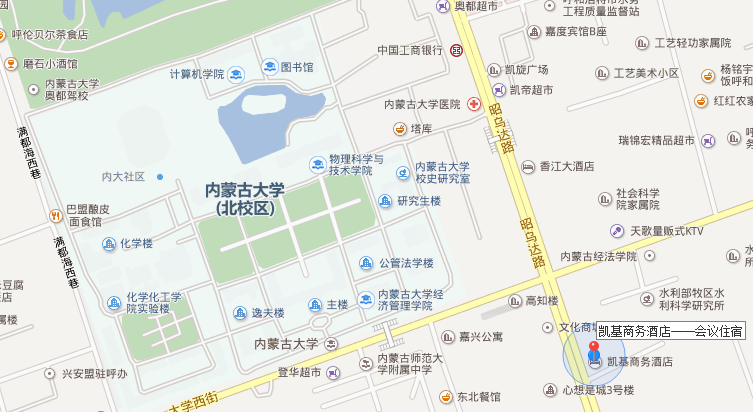 奥都超市
工程质量监督站
呼伦贝尔茶食店
嘉度宾馆B座
中国工商银行
工艺轻功家属院
磨石小酒馆
图书馆
计算机学院
凯旋广场
工艺美术小区
内蒙古大学
奥都驾校
凯帝超市
内蒙古大学医院
红红农家
塔库
昭乌达路
瑞锦宏精品超市
满都海西巷
物理科学与
技术学院
内蒙古大学
校史研究室
香江大酒店
内大社区
内蒙古大学
(北校区)
研究生楼
社会科学
院家属院
巴盟酿皮
面食馆
天歌量贩式KTV
化学楼
昭乌达路
满都海西巷
公管法学楼
内蒙古经法学院
化学化工学
院实验楼
内蒙古大学经
济管理学院
水利部牧区水
利科学研究所
逸夫楼
主楼
高知楼
文化商城
凯基商务酒店——会议住宿
内蒙古大学
嘉兴公寓
兴安盟驻呼办
登华超市
内蒙古师范大
学附属中学
凯基商务酒店
东北餐馆
心想是城3号楼
大学西街